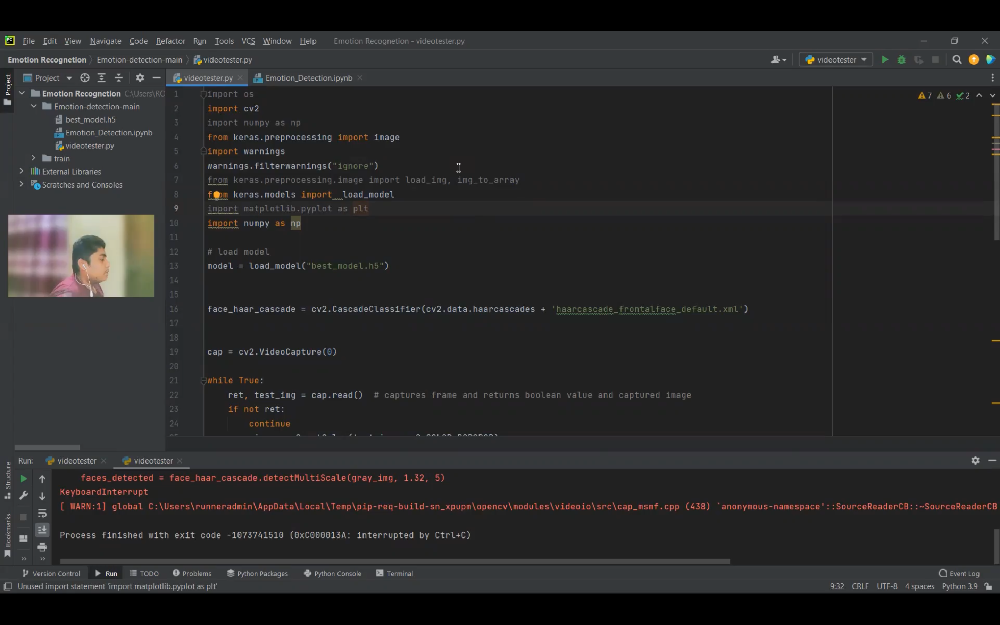 PC File Edit View Navigate Code Refactor Run Tools VCS Window Help Emotion Recognetion - videotester.py
Emotion Recognetion Emotion-detection-main videotester.py videotester
Project videotester.py Emotion_Detection.ipynb
Project
Emotion Recognetion C:\Users\RO
Emotion-detection-main
best_model.h5
Emotion_Detection.ipynb
videotester.py
train
External Libraries
Scratches and Consoles
7 6 2
1 import os
2 import cv2
3 import numpy as np
4 from keras.preprocessing import image
5 import warnings
6 warnings.filterwarnings("ignore")
7 from keras.preprocessing.image import load_img, img_to_array
8 from keras.models import  load_model
9 import matplotlib.pyplot as plt
10 import numpy as np
11
12 # load model
13 model = load_model("best_model.h5")
14
15
16 face_haar_cascade = cv2.CascadeClassifier(cv2.data.haarcascades + 'haarcascade_frontalface_default.xml')
17
18
19 cap = cv2.VideoCapture(0)
20
21 while True:
22 ret, test_img = cap.read()  # captures frame and returns boolean value and captured image
23 if not ret:
24 continue
Run: videotester videotester
faces_detected = face_haar_cascade.detectMultiScale(gray_img, 1.32, 5)
KeyboardInterrupt
[ WARN:1] global C:\Users\runneradmin\AppData\Local\Temp\pip-req-build-sn_xpupm\opencv\modules\videoio\src\cap_msmf.cpp (438) `anonymous-namespace'::SourceReaderCB::~SourceReaderCB
Process finished with exit code -1073741510 (0xC000013A: interrupted by Ctrl+C)
Structure
Bookmarks
Version Control Run TODO Problems Python Packages Python Console Terminal Event Log
Unused import statement 'import matplotlib.pyplot as plt' 9:32 CRLF UTF-8 4 spaces Python 3.9